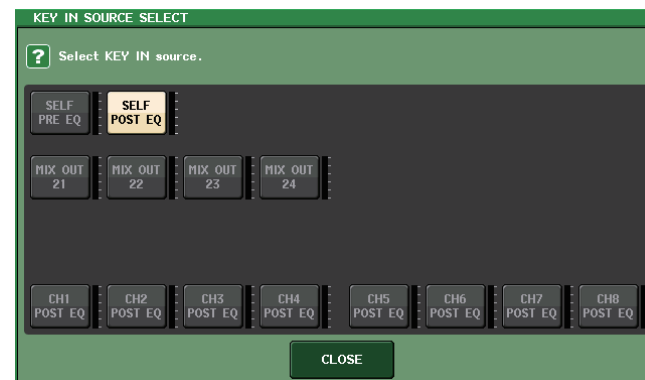 KEY IN SOURCE SELECT
? Select KEY IN source.
SELF SELF
PRE EQ POST EQ
MIX OUT MIX OUT MIX OUT MIX OUT
21 22 23 24
CH1 CH2 CH3 CH4 CH5 CH6 CH7 CH8
POST EQ POST EQ POST EQ POST EQ POST EQ POST EQ POST EQ POST EQ
CLOSE